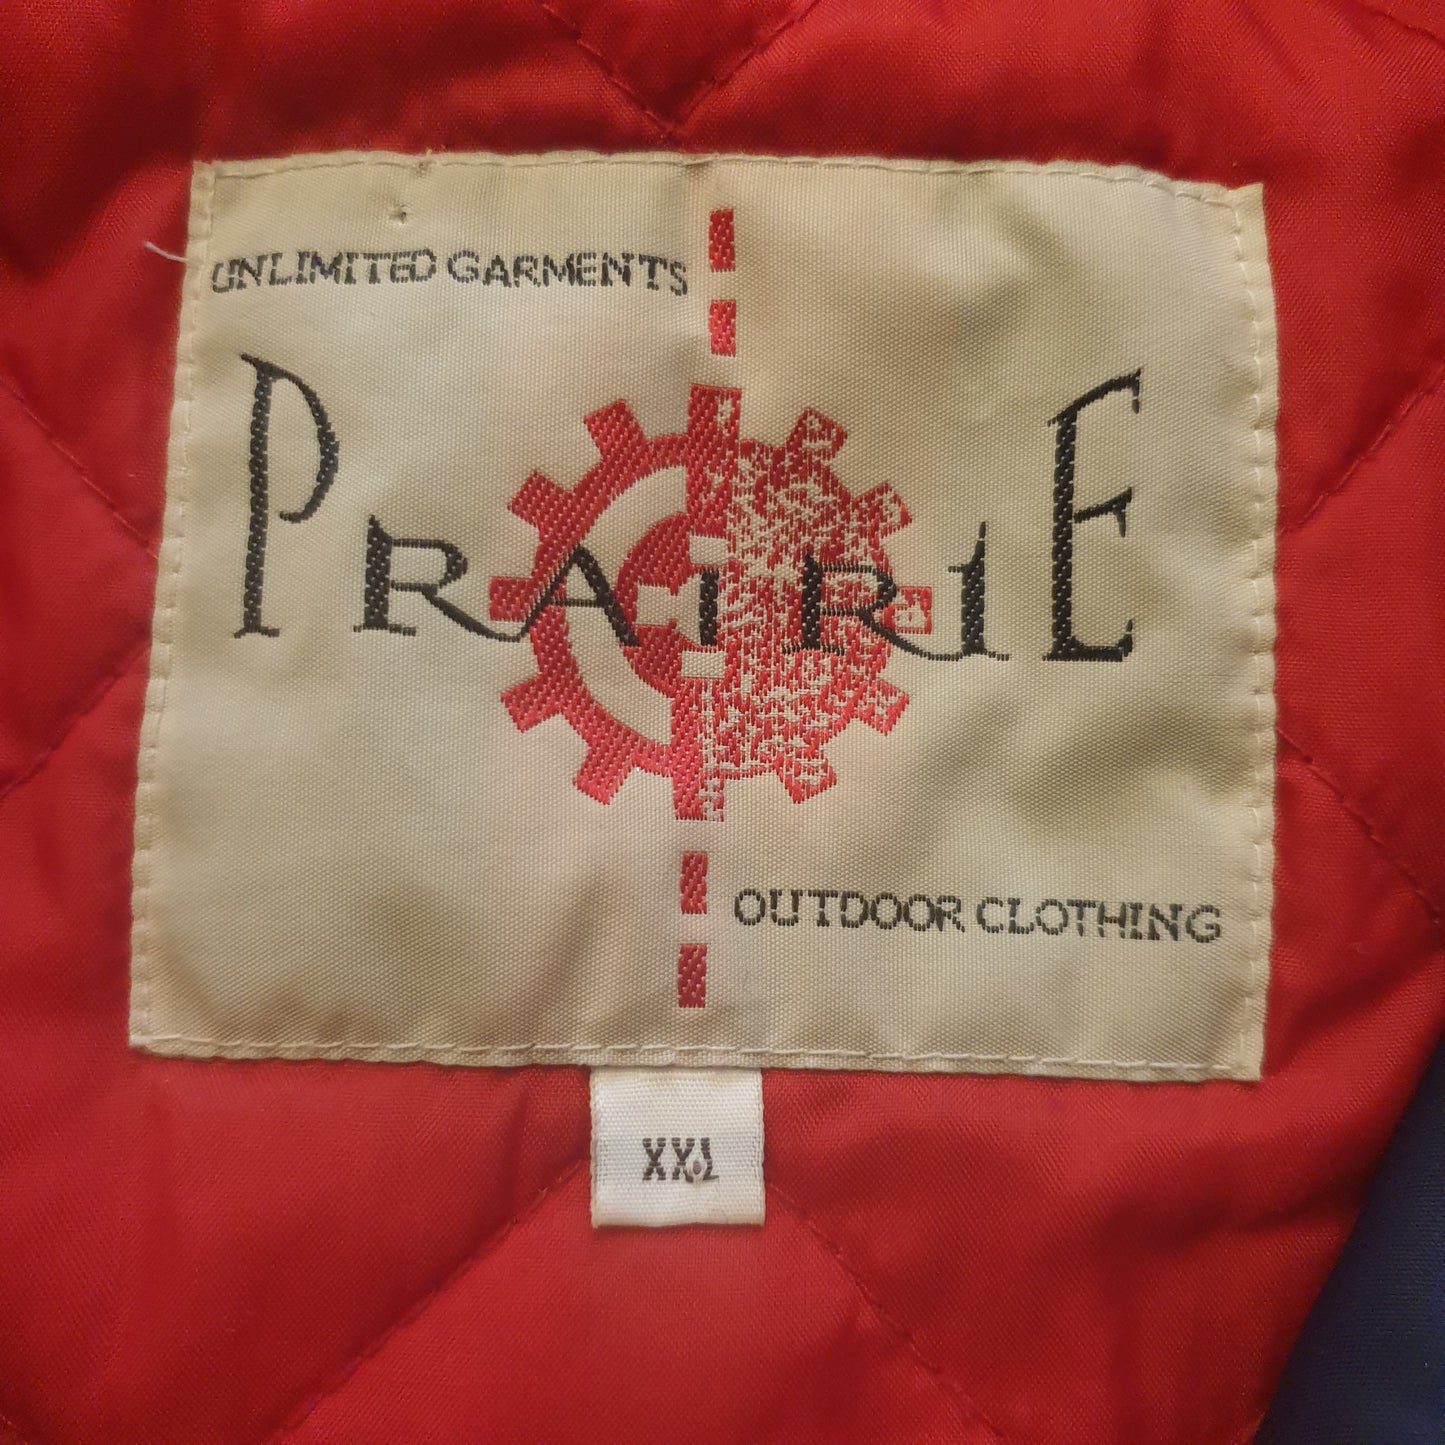 UNLIMITED GARMENTS
PRAIRIE
OUTDOOR CLOTHING
XXL